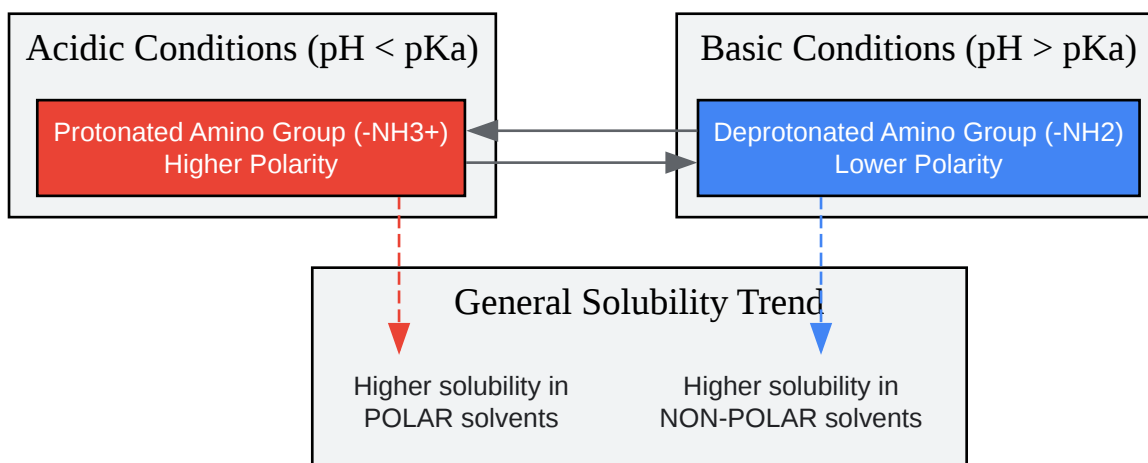 Acidic Conditions (pH < pKa)
Protonated Amino Group (-NH3+)
Higher Polarity
Basic Conditions (pH > pKa)
Deprotonated Amino Group (-NH2)
Lower Polarity
General Solubility Trend
Higher solubility in
POLAR solvents
Higher solubility in
NON-POLAR solvents